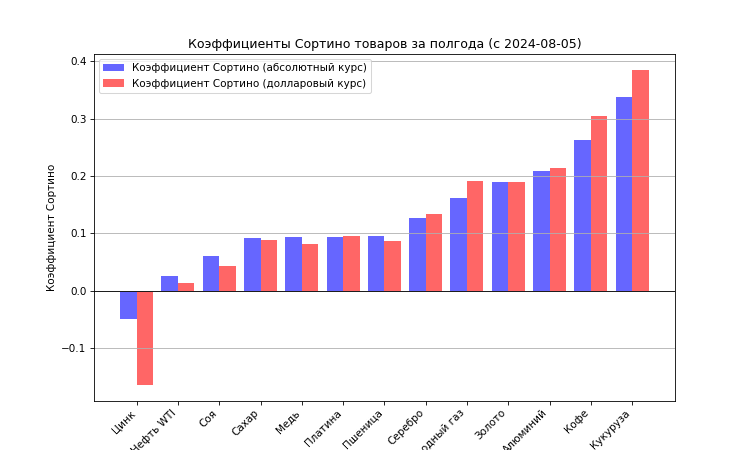 Коэффициенты Сортино товаров за полгода (с 2024-08-05)
Коэффициент Сортино (абсолютный курс)
Коэффициент Сортино (долларовый курс)
Коэффициент Сортино
0.4
0.3
0.2
0.1
0.0
−0.1
Цинк
Нефть WTI
Соя
Сахар
Медь
Платина
Пшеница
Серебро
газ
Золото
Алюминий
Кофе
Кукуруза